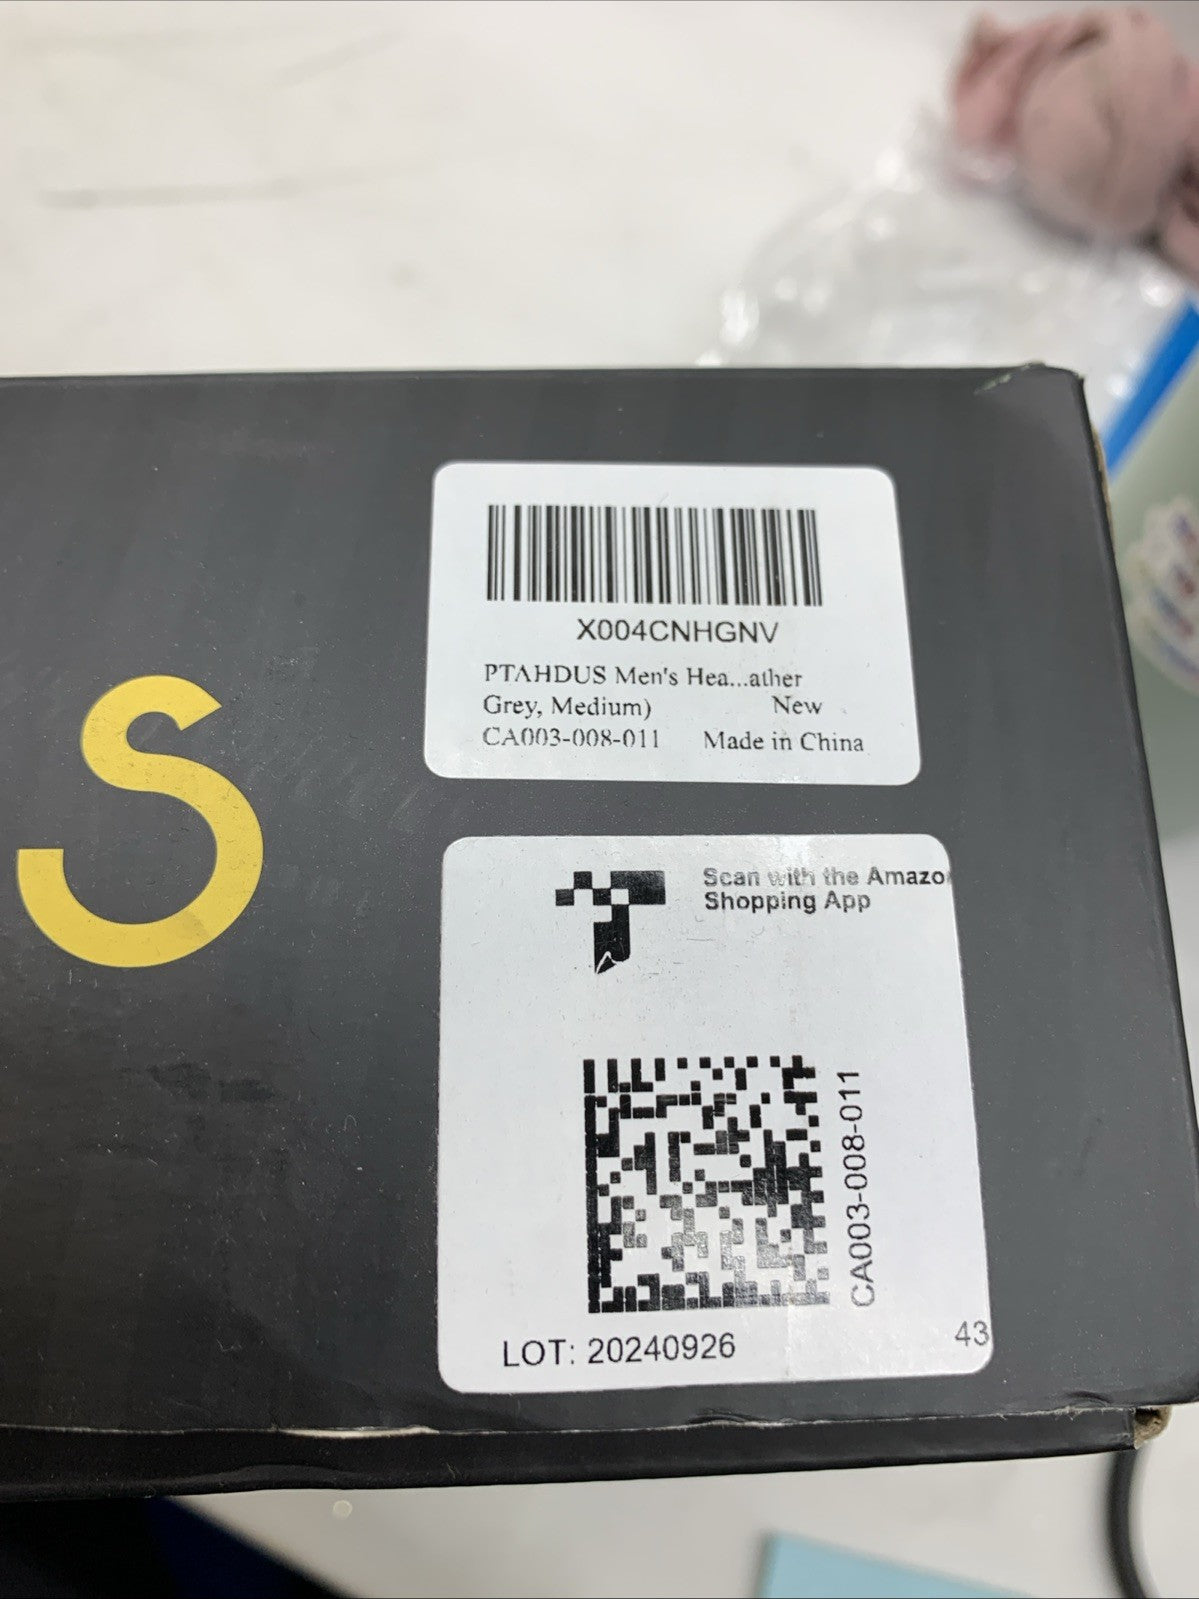 S
X004CNHGNV
PTAHDUS Men's Hea...ather
Grey, Medium) New
CA003-008-011 Made in China
Scan with the Amazo
Shopping App
CA003-008-011
LOT: 20240926
43